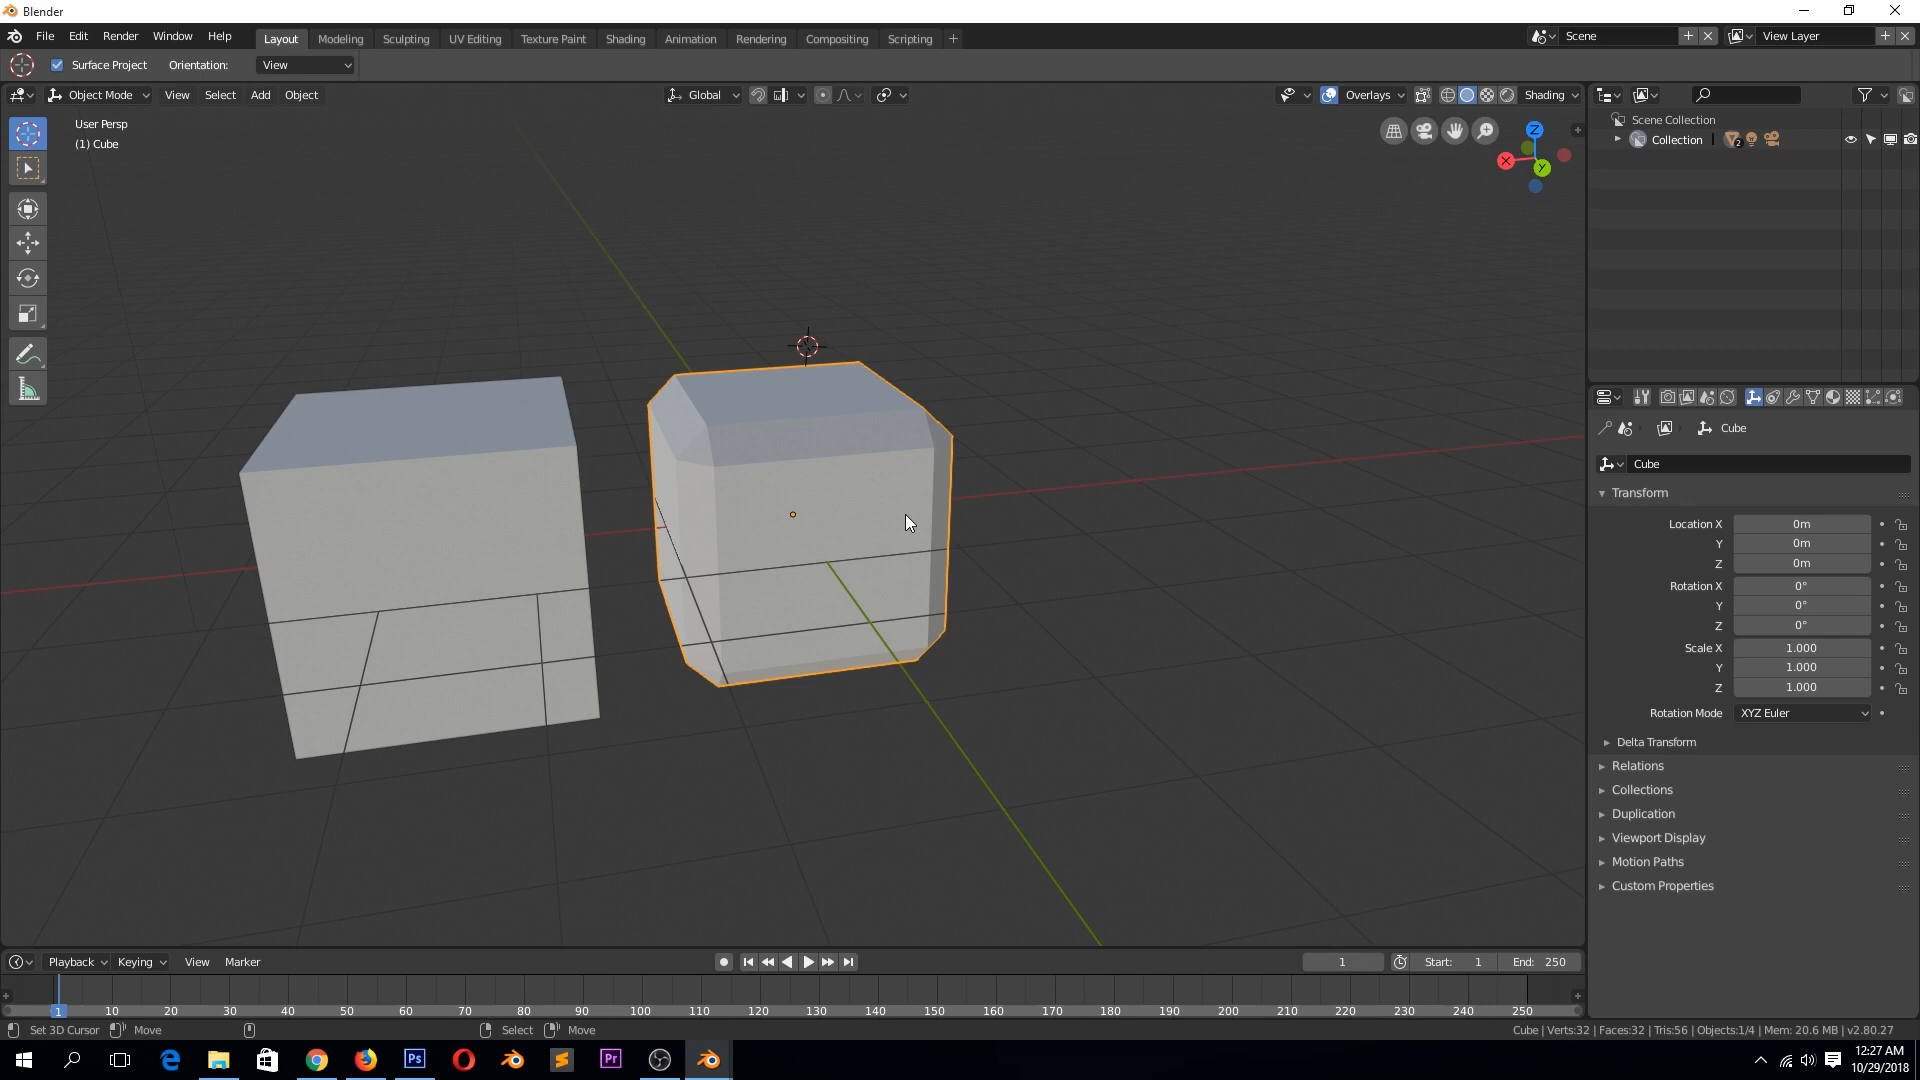 Blender
File Edit Render Window Help Layout Modeling Sculpting UV Editing Texture Paint Shading Animation Rendering Compositing Scripting + Scene View Layer
Surface Project Orientation: View
Object Mode View Select Add Object Global Overlays Shading
User Persp
(1) Cube
Z
X
Y
Scene Collection
Collection 2
Cube
Cube
Transform
Location X 0m
Y 0m
Z 0m
Rotation X 0°
Y 0°
Z 0°
Scale X 1.000
Y 1.000
Z 1.000
Rotation Mode XYZ Euler
Delta Transform
Relations
Collections
Duplication
Viewport Display
Motion Paths
Custom Properties
Playback Keying View Marker 1 Start: 1 End: 250
1 10 20 30 40 50 60 70 80 90 100 110 120 130 140 150 160 170 180 190 200 210 220 230 240 250
Set 3D Cursor Move Select Move Cube | Verts:32 | Faces:32 | Tris:56 | Objects:1/4 | Mem: 20.6 MB | v2.80.27
Ps Pr
12:27 AM
10/29/2018